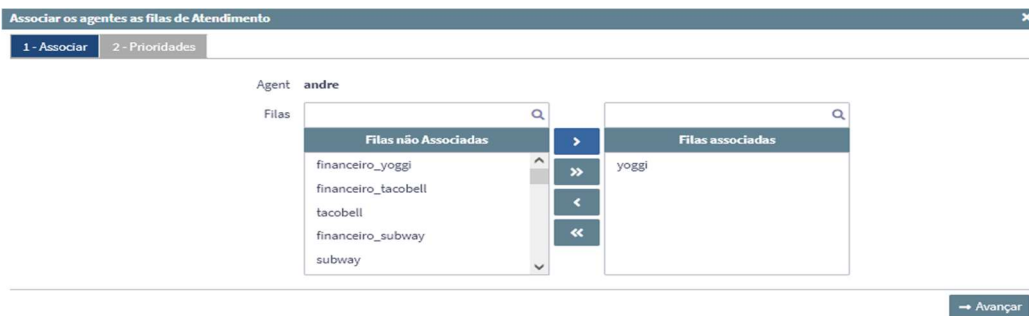 Associar os agentes as filas de Atendimento
1 - Associar 2 - Prioridades
Agent andre
Filas
Filas não Associadas Filas associadas
financeiro_yoggi yoggi
financeiro_tacobell
tacobell
financeiro_subway
subway
Avançar